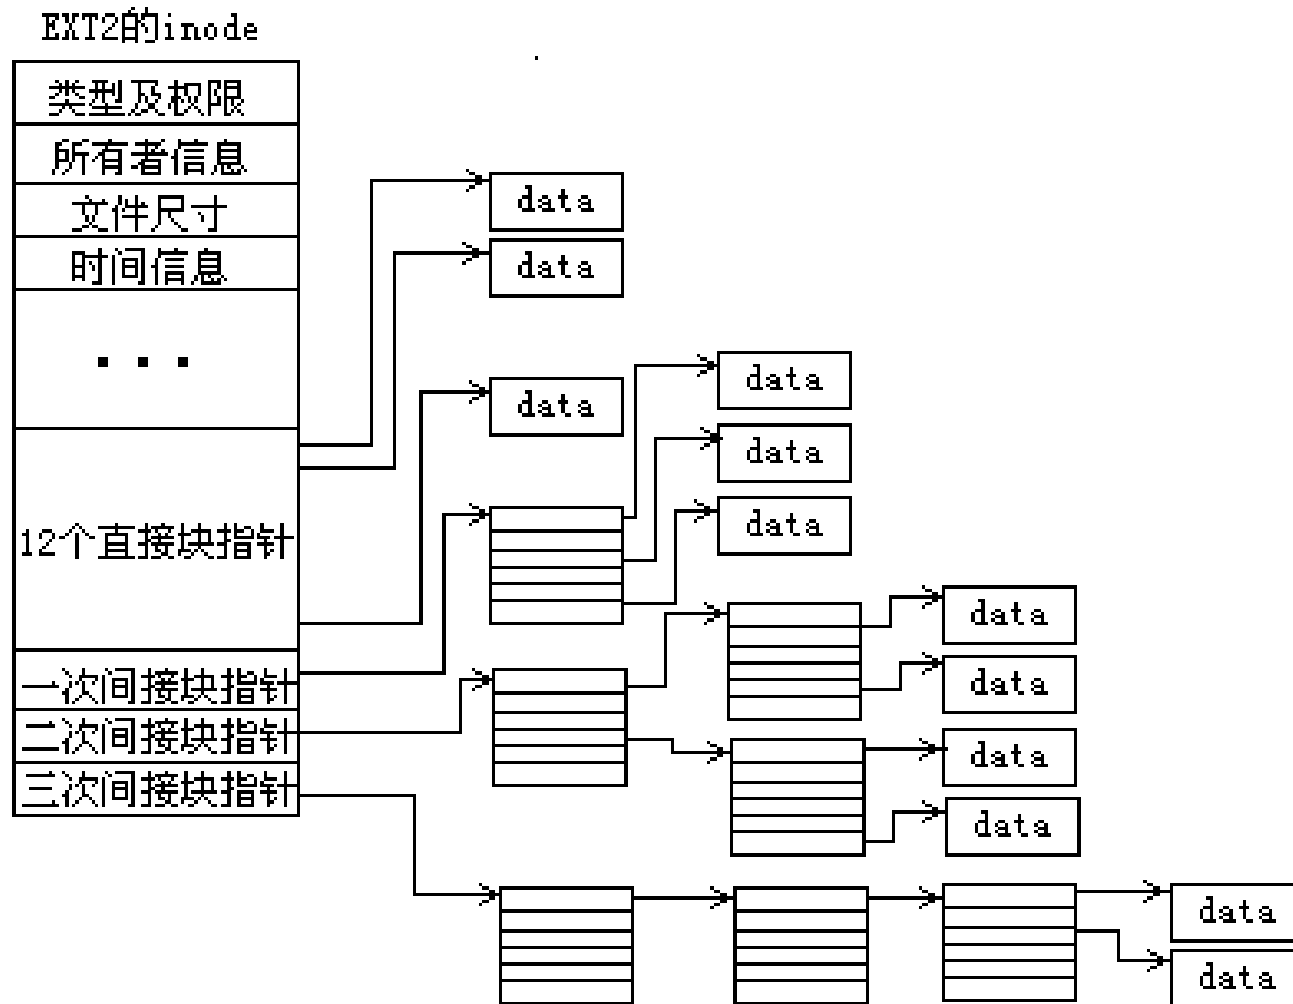 EXT2的inode
类型及权限
所有者信息
文件尺寸
时间信息
...
12个直接块指针
一次间接块指针
二次间接块指针
三次间接块指针
data
data
data
data
data
data
data
data
data
data
data
data